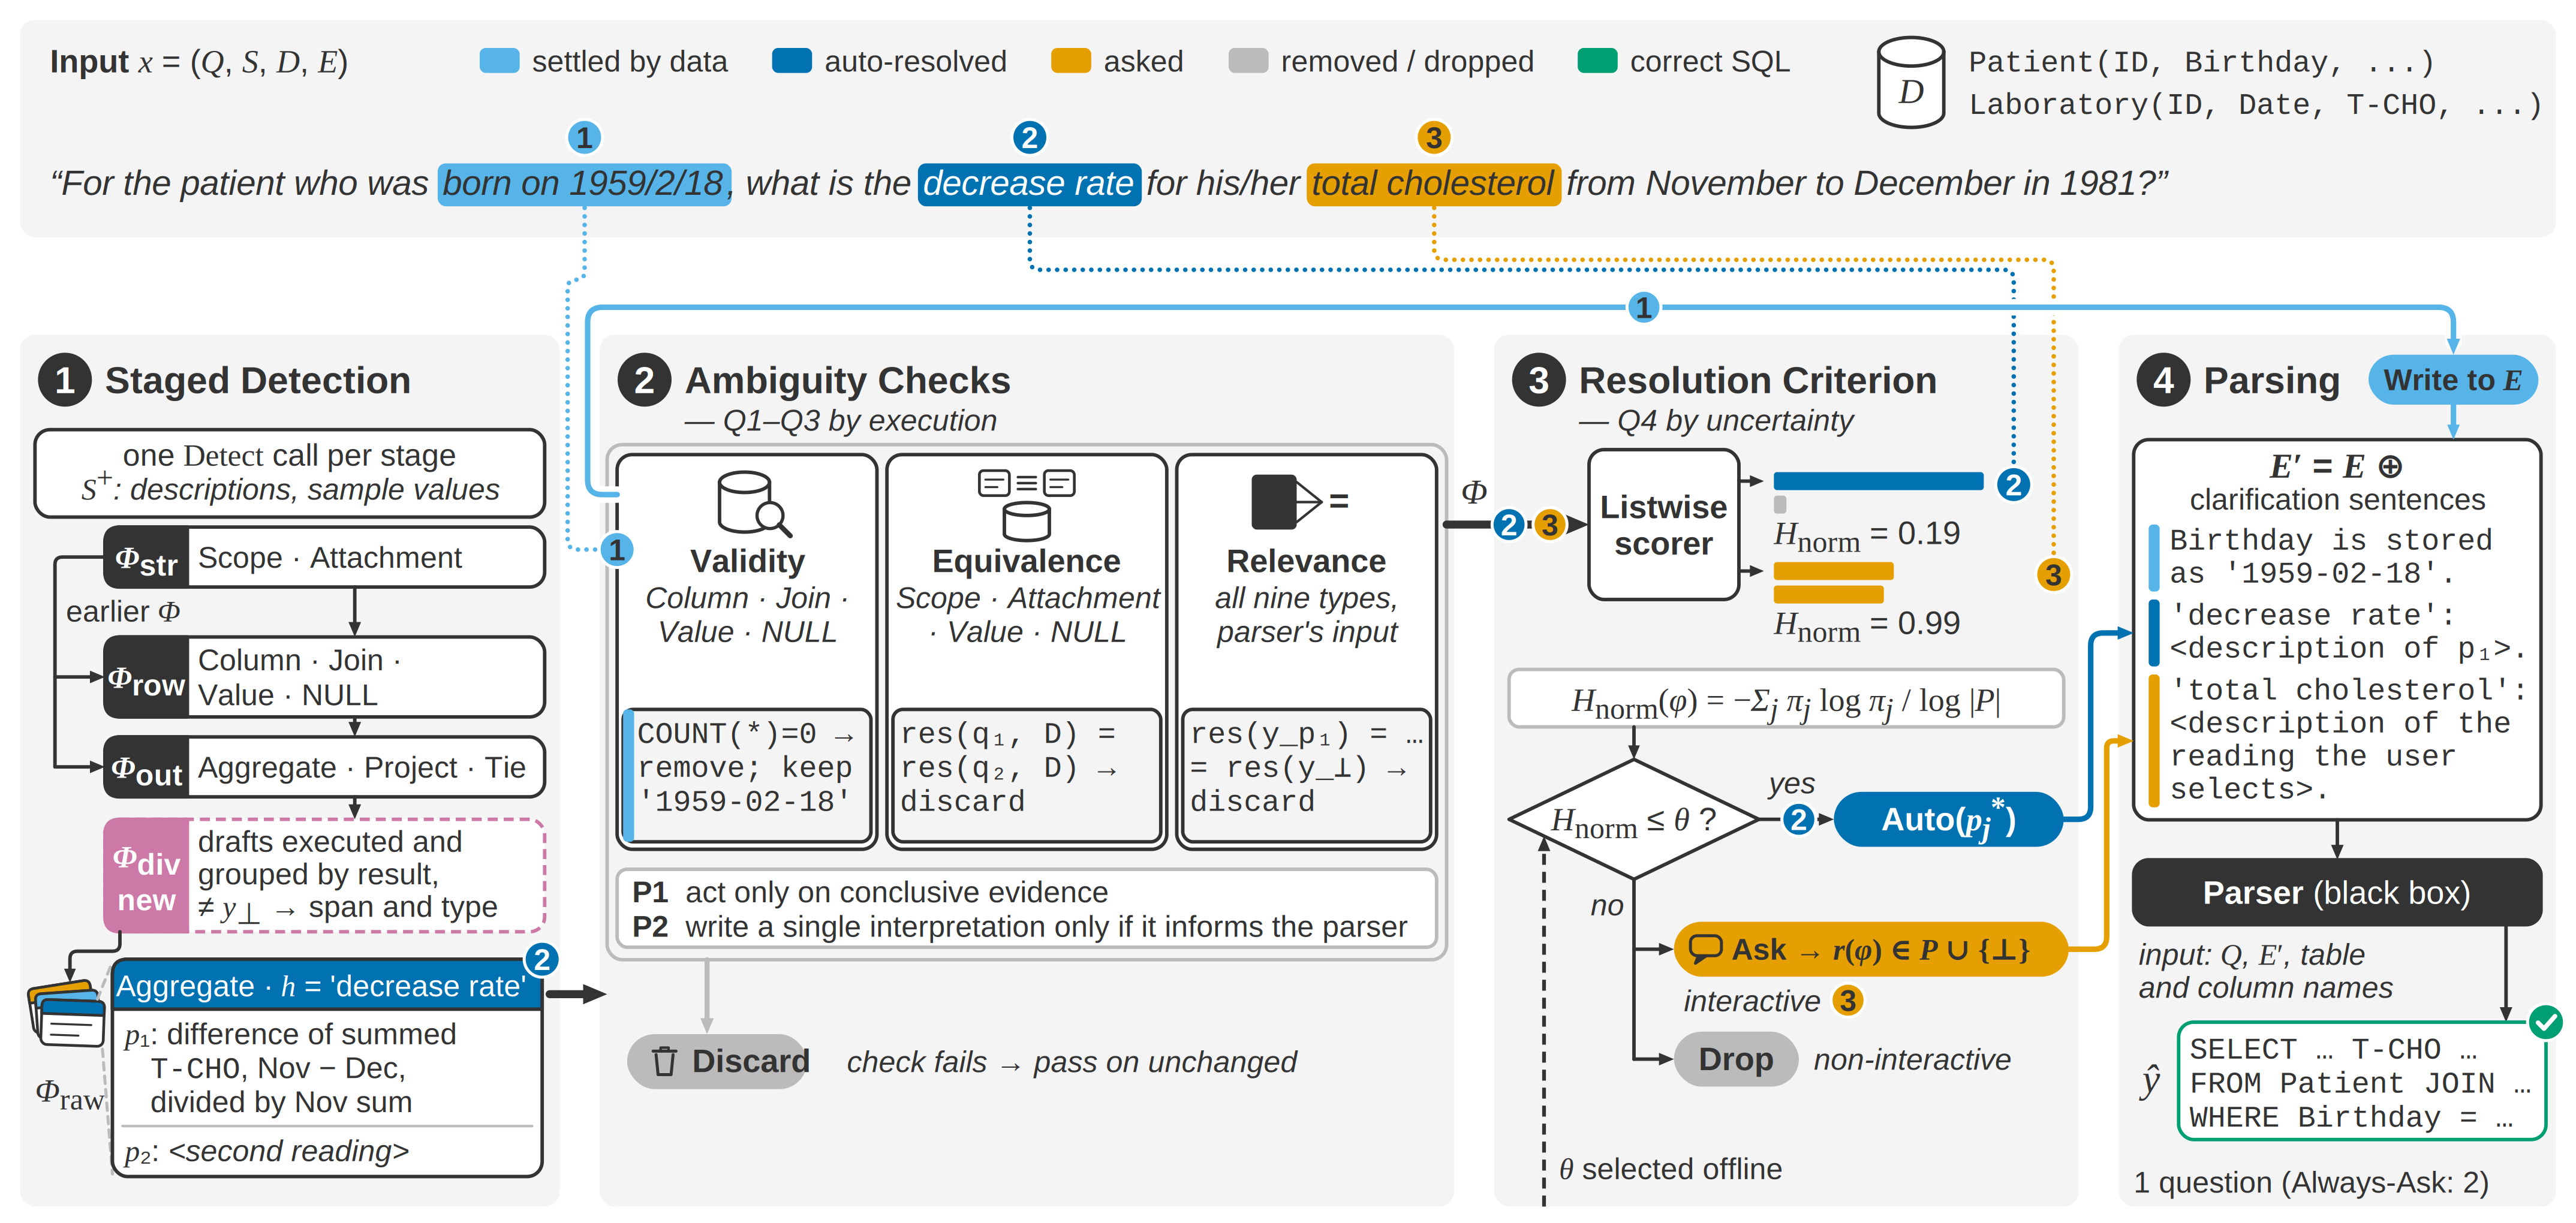 Input x = (Q, S, D, E)
settled by data
auto-resolved
asked
removed / dropped
correct SQL
D
Patient(ID, Birthday, ...)
Laboratory(ID, Date, T-CHO, ...)
1
2
3
“For the patient who was born on 1959/2/18, what is the decrease rate for his/her total cholesterol from November to December in 1981?”
1
1 Staged Detection
one Detect call per stage
S⁺: descriptions, sample values
Φstr Scope · Attachment
earlier Φ
Φrow Column · Join ·
Value · NULL
Φout Aggregate · Project · Tie
Φdiv
new
drafts executed and
grouped by result,
≠ y⊥ → span and type
2
Aggregate · h = 'decrease rate'
p₁: difference of summed
T-CHO, Nov − Dec,
divided by Nov sum
p₂: <second reading>
Φraw
2 Ambiguity Checks
— Q1–Q3 by execution
1
Validity
Column · Join ·
Value · NULL
COUNT(*)=0 →
remove; keep
'1959-02-18'
Equivalence
Scope · Attachment
· Value · NULL
res(q₁, D) =
res(q₂, D) →
discard
=
Relevance
all nine types,
parser's input
res(y_p₁) = …
= res(y_⊥) →
discard
P1 act only on conclusive evidence
P2 write a single interpretation only if it informs the parser
Discard
check fails → pass on unchanged
Φ
2 3
3 Resolution Criterion
— Q4 by uncertainty
Listwise
scorer
2
Hnorm = 0.19
3
Hnorm = 0.99
Hnorm(φ) = −Σj πj log πj / log |P|
Hnorm ≤ θ ?
yes
2
Auto(pj*)
no
Ask → r(φ) ∈ P ∪ {⊥}
interactive 3
Drop non-interactive
θ selected offline
4 Parsing
Write to E
E′ = E ⊕
clarification sentences
Birthday is stored
as '1959-02-18'.
'decrease rate':
<description of p₁>.
'total cholesterol':
<description of the
reading the user
selects>.
Parser (black box)
input: Q, E′, table
and column names
ŷ
SELECT … T-CHO …
FROM Patient JOIN …
WHERE Birthday = …
1 question (Always-Ask: 2)